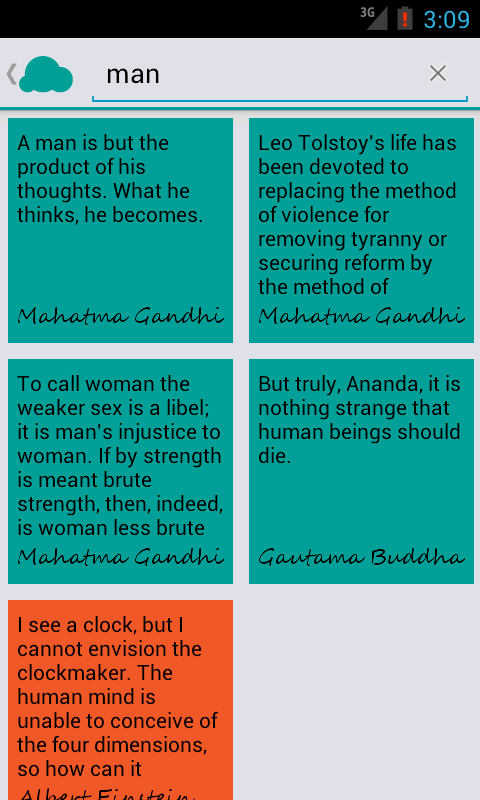 3G
3:09
man
A man is but the
product of his
thoughts. What he
thinks, he becomes.
Mahatma Gandhi
Leo Tolstoy's life has
been devoted to
replacing the method
of violence for
removing tyranny or
securing reform by
the method of
Mahatma Gandhi
To call woman the
weaker sex is a libel;
it is man's injustice to
woman. If by strength
is meant brute
strength, then, indeed,
is woman less brute
Mahatma Gandhi
But truly, Ananda, it is
nothing strange that
human beings should
die.
Gautama Buddha
I see a clock, but I
cannot envision the
clockmaker. The
human mind is
unable to conceive of
the four dimensions,
so how can it
Albert Einstein